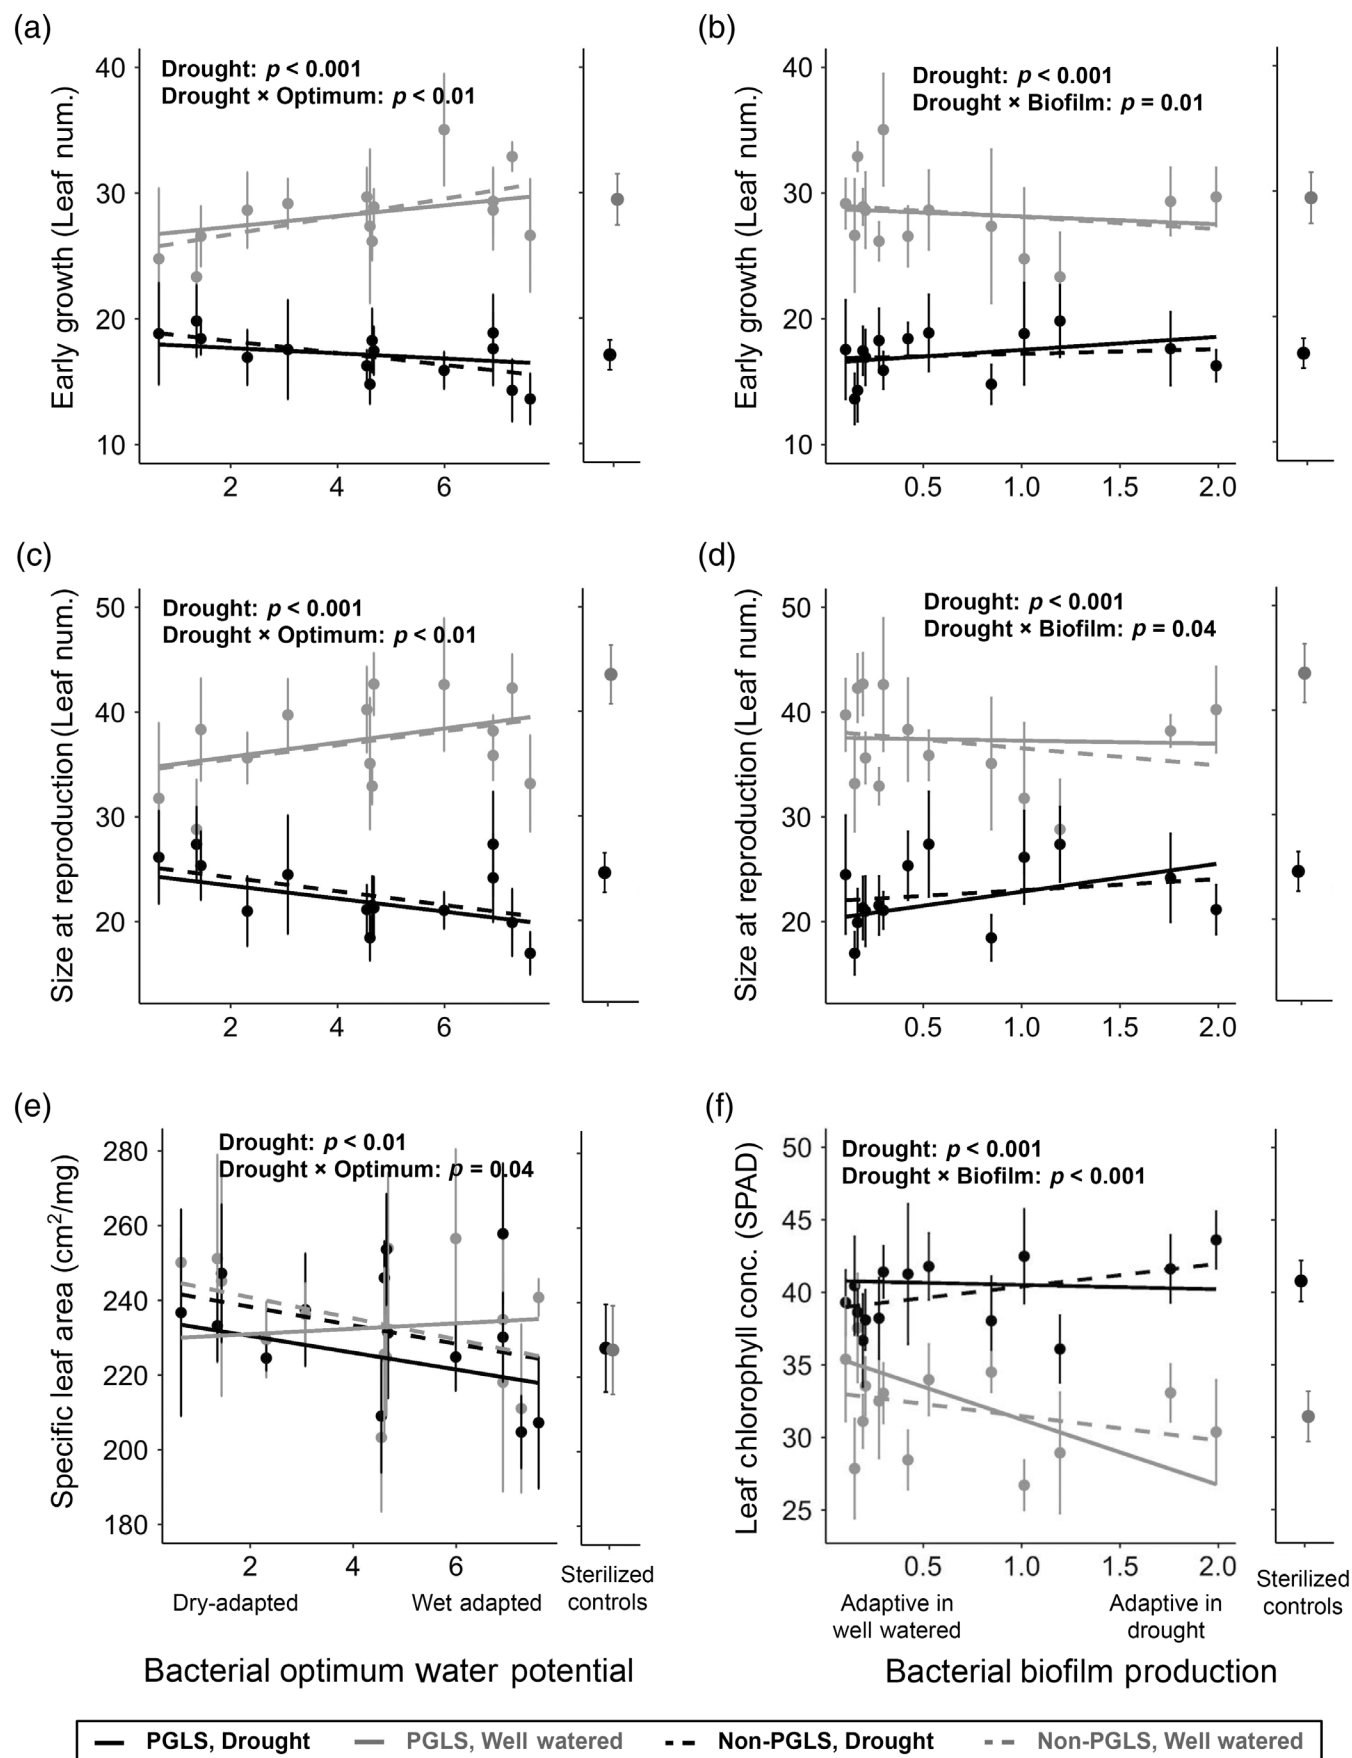 (a)
Drought: p < 0.001
Drought × Optimum: p < 0.01
Early growth (Leaf num.)
40
30
20
10
2 4 6
(b)
Drought: p < 0.001
Drought × Biofilm: p = 0.01
Early growth (Leaf num.)
40
30
20
10
0.5 1.0 1.5 2.0
(c)
Drought: p < 0.001
Drought × Optimum: p < 0.01
Size at reproduction (Leaf num.)
50
40
30
20
2 4 6
(d)
Drought: p < 0.001
Drought × Biofilm: p = 0.04
Size at reproduction (Leaf num.)
50
40
30
20
0.5 1.0 1.5 2.0
(e)
Drought: p < 0.01
Drought × Optimum: p = 0.04
Specific leaf area (cm²/mg)
280
260
240
220
200
180
2 4 6
Dry-adapted Wet adapted
Sterilized
controls
Bacterial optimum water potential
(f)
Drought: p < 0.001
Drought × Biofilm: p < 0.001
Leaf chlorophyll conc. (SPAD)
50
45
40
35
30
25
0.5 1.0 1.5 2.0
Adaptive in
well watered
Adaptive in
drought
Sterilized
controls
Bacterial biofilm production
PGLS, Drought PGLS, Well watered Non-PGLS, Drought Non-PGLS, Well watered